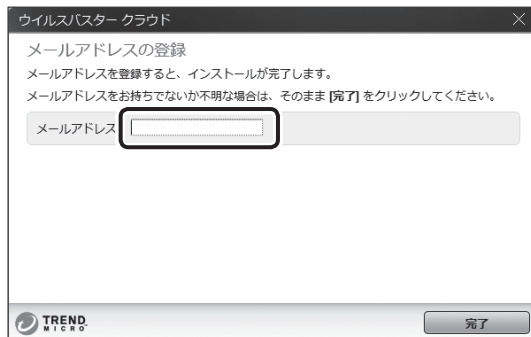 ウイルスバスター クラウド
メールアドレスの登録
メールアドレスを登録すると、インストールが完了します。
メールアドレスをお持ちでないか不明な場合は、そのまま [完了] をクリックしてください。
メールアドレス
TREND
MICRO
完了